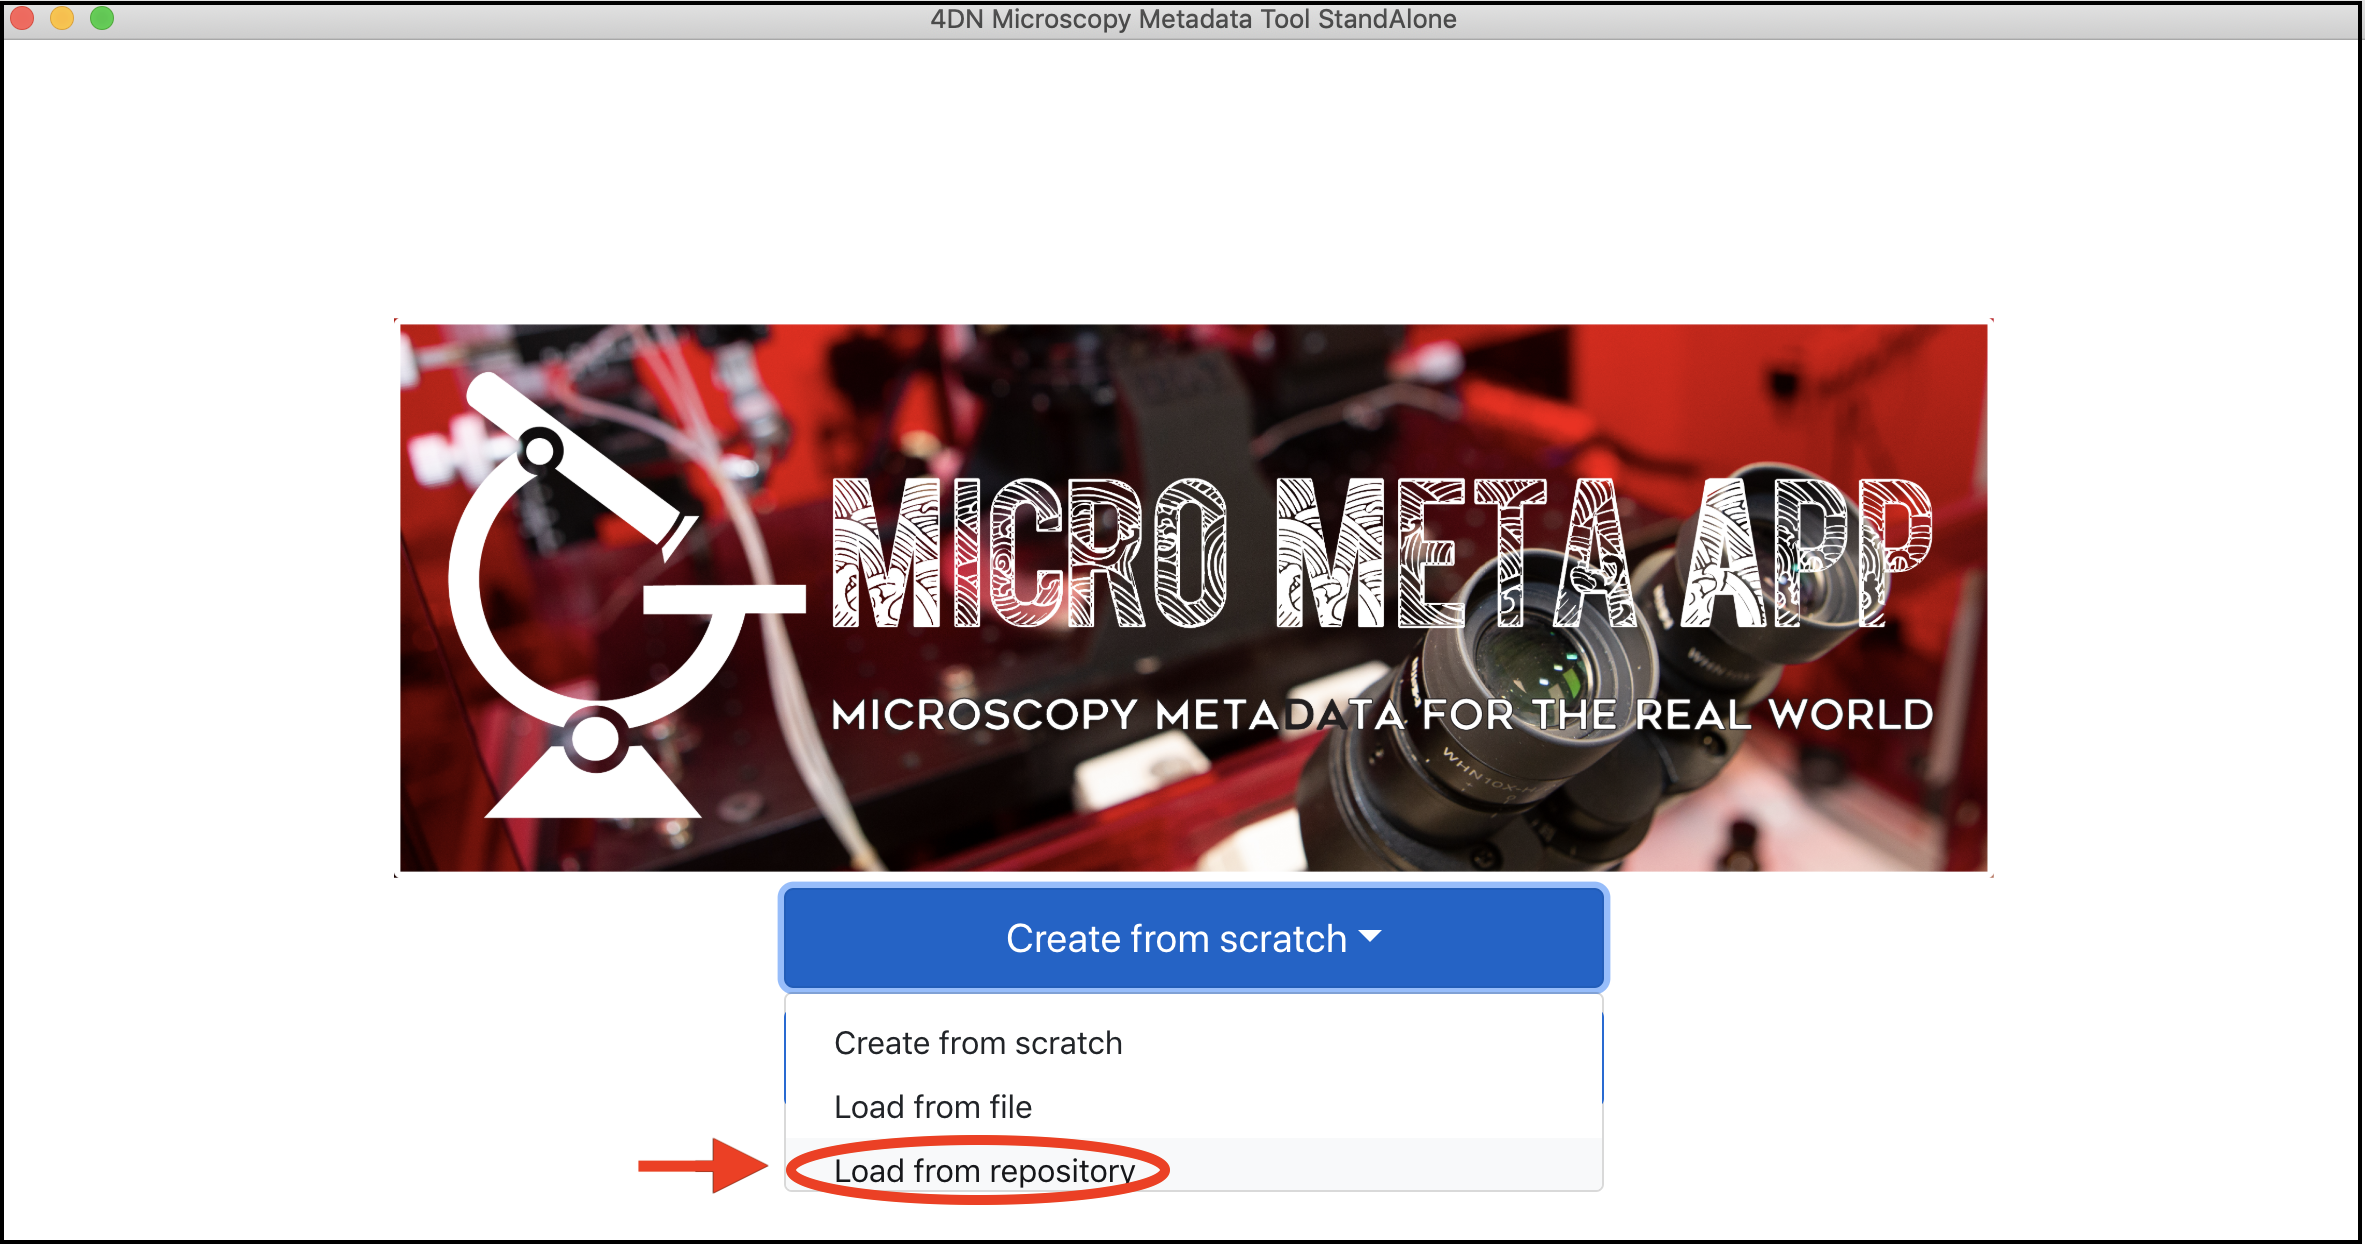 4DN Microscopy Metadata Tool StandAlone
MICRO META APP
MICROSCOPY METADATA FOR THE REAL WORLD
WHN10X-H
Create from scratch
Create from scratch
Load from file
Load from repository